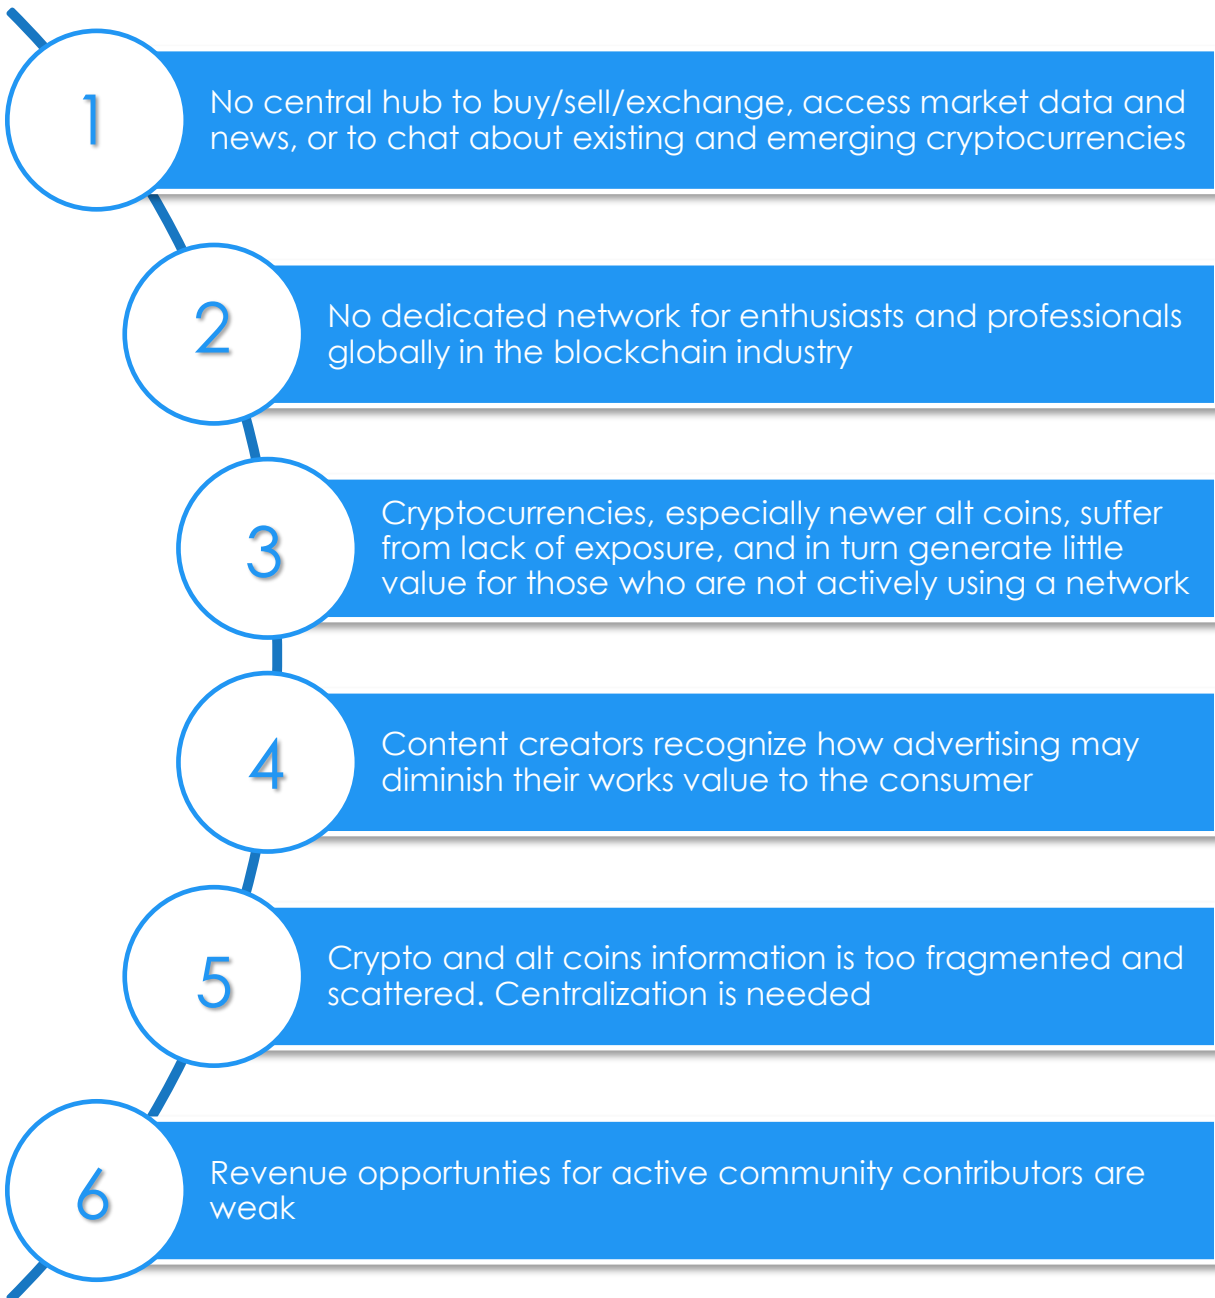 1
No central hub to buy/sell/exchange, access market data and
news, or to chat about existing and emerging cryptocurrencies
2
No dedicated network for enthusiasts and professionals
globally in the blockchain industry
3
Cryptocurrencies, especially newer alt coins, suffer
from lack of exposure, and in turn generate little
value for those who are not actively using a network
4
Content creators recognize how advertising may
diminish their works value to the consumer
5
Crypto and alt coins information is too fragmented and
scattered. Centralization is needed
6
Revenue opportunties for active community contributors are
weak